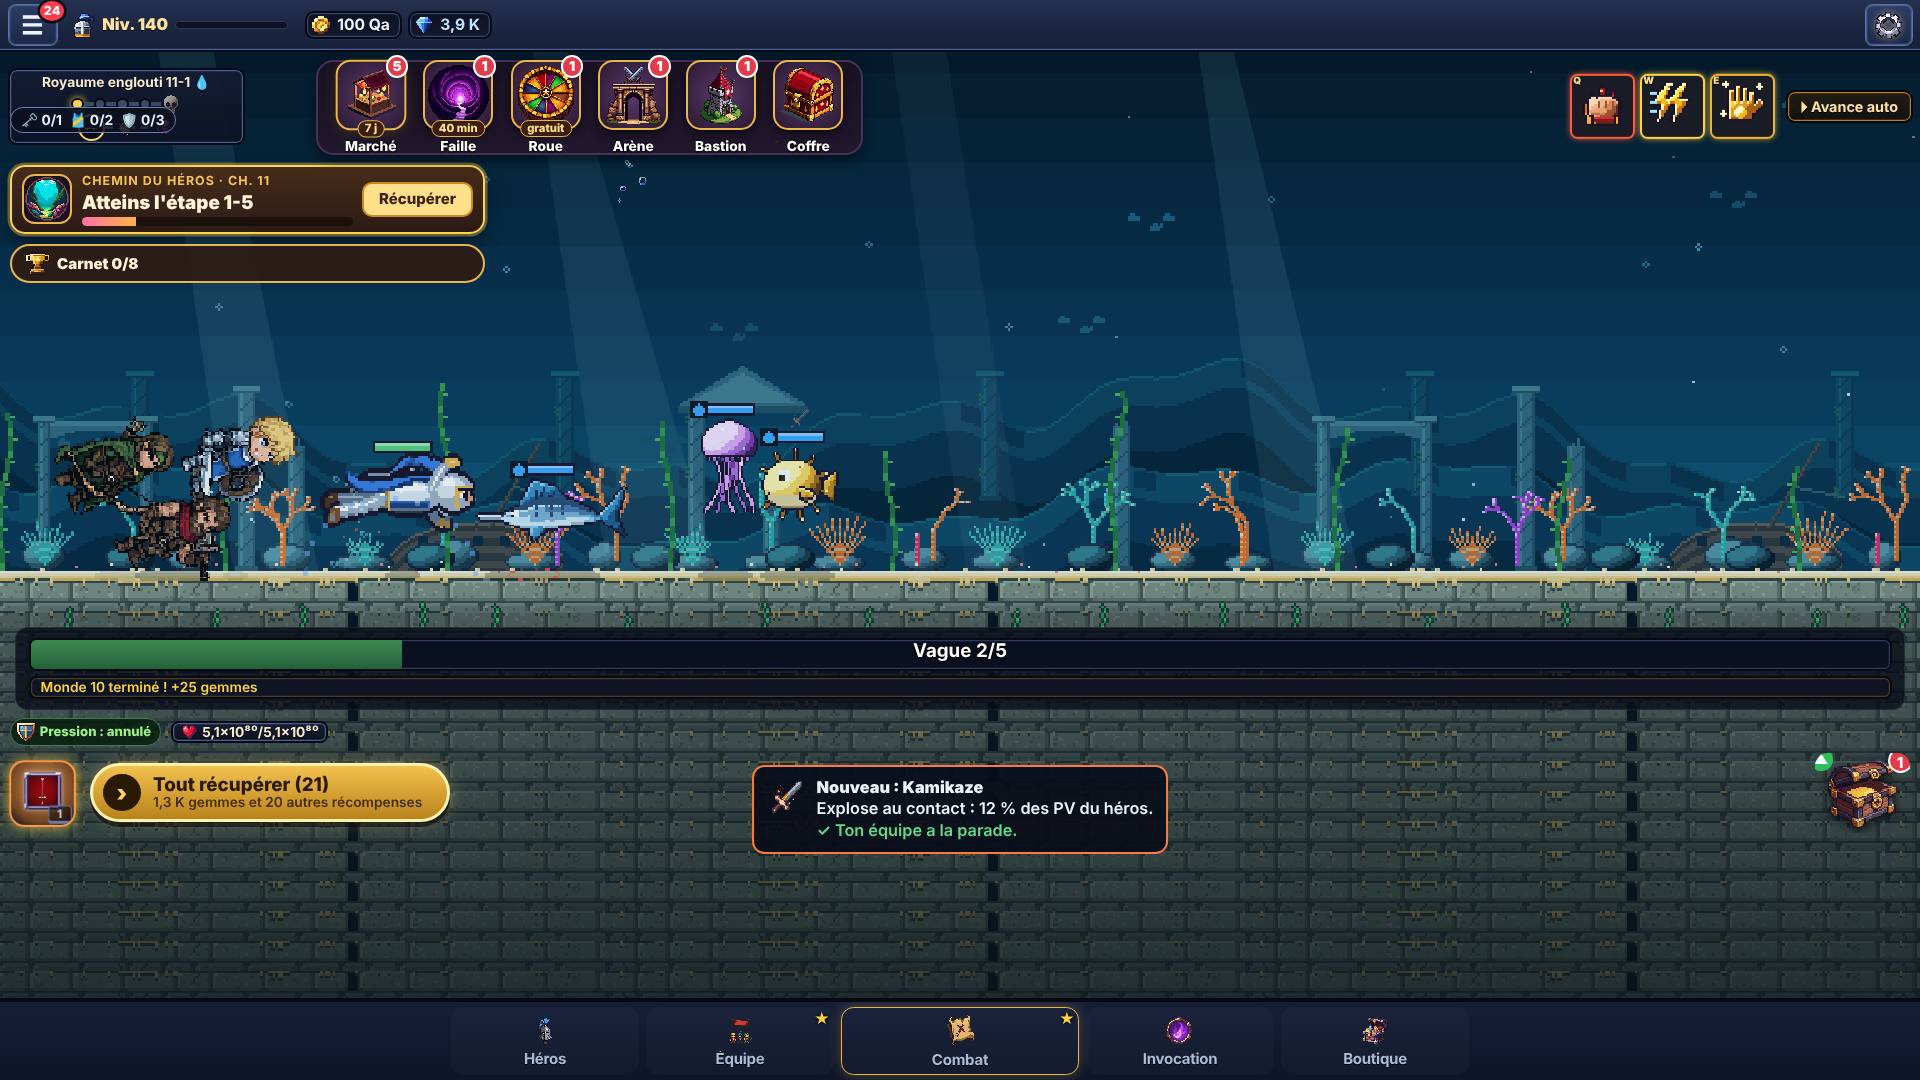 24
Niv. 140
100 Qa
3,9 K
Royaume englouti 11-1
0/1
0/2
0/3
5
7 j
Marché
1
40 min
Faille
1
gratuit
Roue
1
Arène
1
Bastion
Coffre
Q
W
E
Avance auto
CHEMIN DU HÉROS · CH. 11
Atteins l'étape 1-5
Récupérer
Carnet 0/8
Vague 2/5
Monde 10 terminé ! +25 gemmes
Pression : annulé
5,1×10⁸⁰/5,1×10⁸⁰
1
Tout récupérer (21)
1,3 K gemmes et 20 autres récompenses
Nouveau : Kamikaze
Explose au contact : 12 % des PV du héros.
✓ Ton équipe a la parade.
1
Héros
Équipe
Combat
Invocation
Boutique